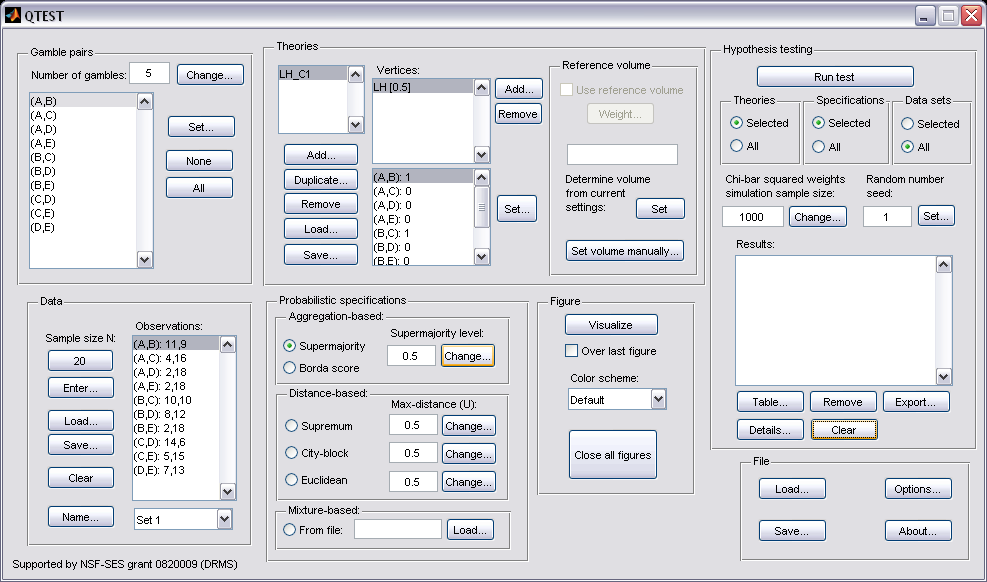 QTEST
Gamble pairs
Number of gambles: 5 Change...
(A,B)
(A,C)
(A,D)
(A,E)
(B,C)
(B,D)
(B,E)
(C,D)
(C,E)
(D,E)
Set...
None
All
Theories
LH_C1
Add...
Duplicate...
Remove
Load...
Save...
Vertices:
LH [0.5]
Add...
Remove
(A,B): 1
(A,C): 0
(A,D): 0
(A,E): 0
(B,C): 1
(B,D): 0
(B,E): 0
Set...
Reference volume
Use reference volume
Weight...
Determine volume
from current
settings:
Set
Set volume manually...
Hypothesis testing
Run test
Theories
Selected
All
Specifications
Selected
All
Data sets
Selected
All
Chi-bar squared weights
simulation sample size:
1000 Change...
Random number
seed:
1 Set...
Results:
Table... Remove Export...
Details... Clear
Data
Sample size N:
20
Enter...
Load...
Save...
Clear
Name...
Observations:
(A,B): 11,9
(A,C): 4,16
(A,D): 2,18
(A,E): 2,18
(B,C): 10,10
(B,D): 8,12
(B,E): 2,18
(C,D): 14,6
(C,E): 5,15
(D,E): 7,13
Set 1
Probabilistic specifications
Aggregation-based:
Supermajority level:
Supermajority 0.5 Change...
Borda score
Distance-based:
Max-distance (U):
Supremum 0.5 Change...
City-block 0.5 Change...
Euclidean 0.5 Change...
Mixture-based:
From file: Load...
Figure
Visualize
Over last figure
Color scheme:
Default
Close all figures
File
Load... Options...
Save... About...
Supported by NSF-SES grant 0820009 (DRMS)